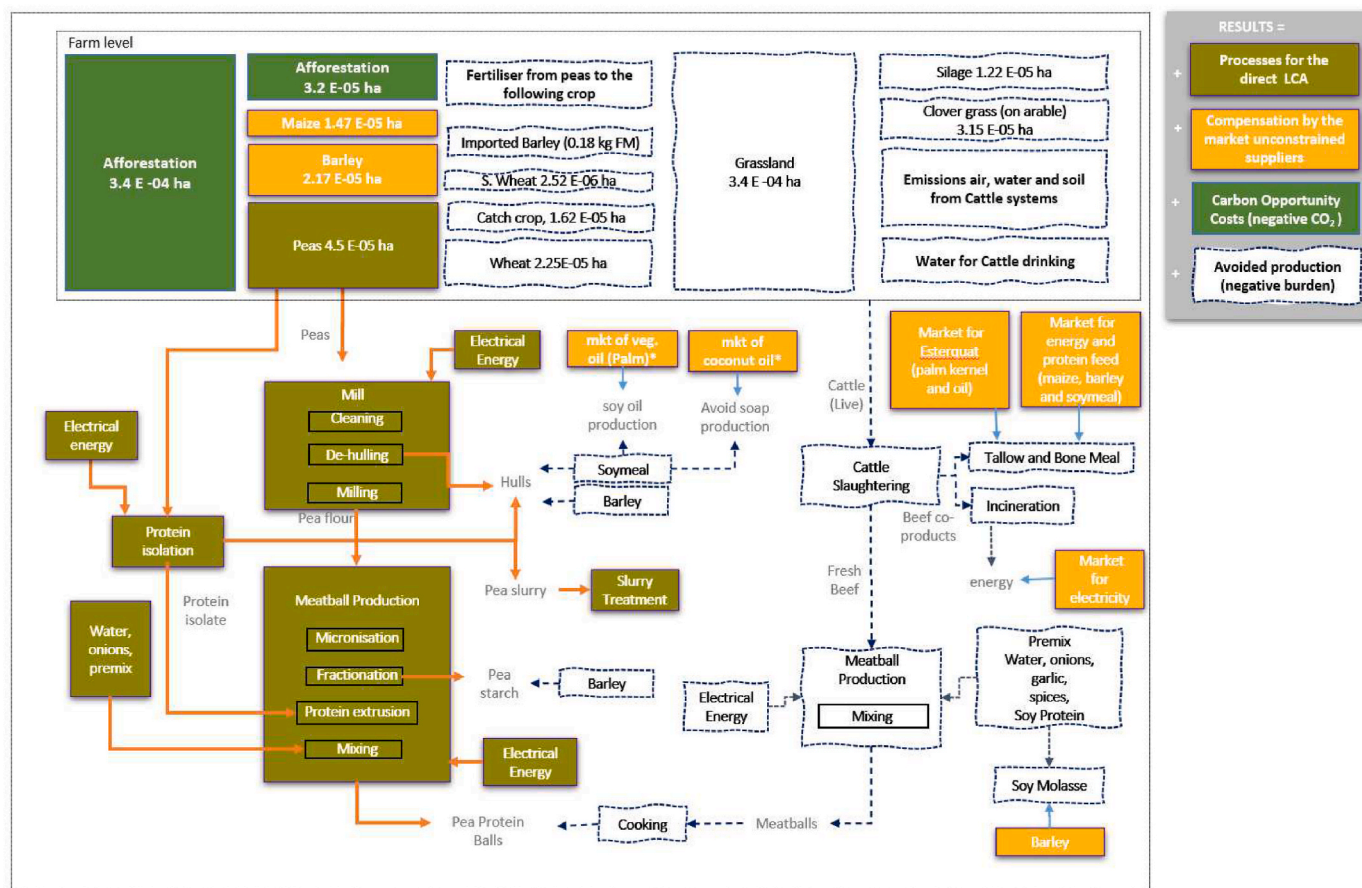 Farm level
Afforestation
3.4 E -04 ha
Afforestation
3.2 E-05 ha
Maize 1.47 E-05 ha
Barley
2.17 E-05 ha
Peas 4.5 E-05 ha
Fertiliser from peas to the
following crop
Imported Barley (0.18 kg FM)
S. Wheat 2.52 E-06 ha
Catch crop, 1.62 E-05 ha
Wheat 2.25E-05 ha
Grassland
3.4 E -04 ha
Silage 1.22 E-05 ha
Clover grass (on arable)
3.15 E-05 ha
Emissions air, water and soil
from Cattle systems
Water for Cattle drinking
RESULTS =
+
Processes for the
direct LCA
+
Compensation by the
market unconstrained
suppliers
+
Carbon Opportunity
Costs (negative CO₂ )
+
Avoided production
(negative burden)
Peas
Electrical
Energy
mkt of veg.
oil (Palm)*
mkt of
coconut oil*
Cattle
(Live)
Market for
Esterquat
(palm kernel
and oil)
Market for
energy and
protein feed
(maize, barley
and soymeal)
Mill
Cleaning
De-hulling
Milling
soy oil
production
Avoid soap
production
Electrical
energy
Hulls
Soymeal
Barley
Cattle
Slaughtering
Tallow and Bone Meal
Incineration
Beef co-
products
Pea flour
Protein
isolation
Protein
isolate
Pea slurry
Slurry
Treatment
Fresh
Beef
energy
Market
for
electricity
Water,
onions,
premix
Meatball Production
Micronisation
Fractionation
Protein extrusion
Mixing
Pea
starch
Barley
Electrical
Energy
Electrical
Energy
Meatball
Production
Mixing
Premix
Water, onions,
garlic,
spices,
Soy Protein
Soy Molasse
Barley
Pea Protein
Balls
Cooking
Meatballs